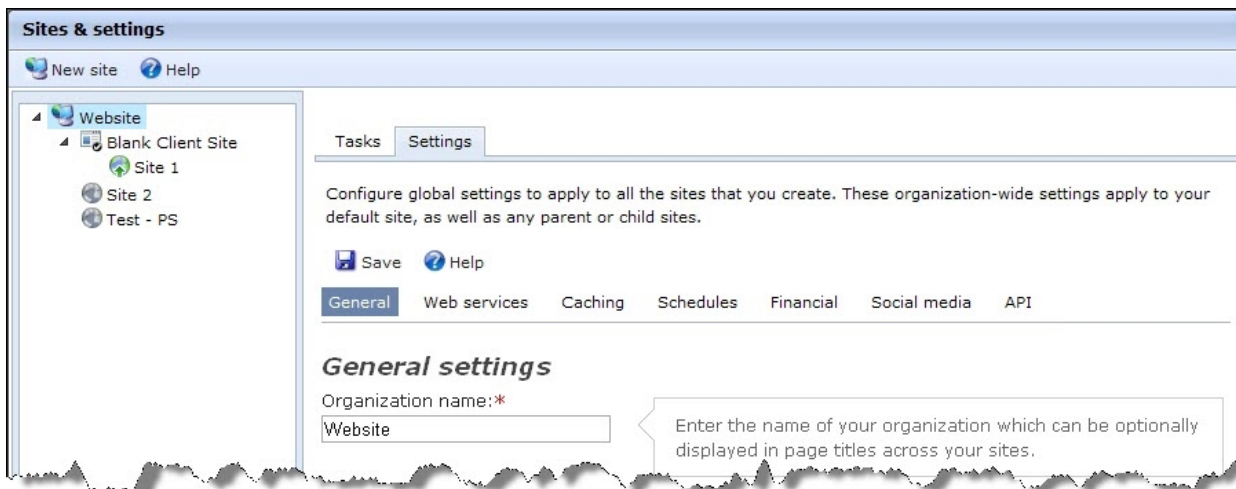 Sites & settings
New site Help
Website
Blank Client Site
Site 1
Site 2
Test - PS
Tasks Settings
Configure global settings to apply to all the sites that you create. These organization-wide settings apply to your
default site, as well as any parent or child sites.
Save Help
General Web services Caching Schedules Financial Social media API
General settings
Organization name:*
Website
Enter the name of your organization which can be optionally
displayed in page titles across your sites.